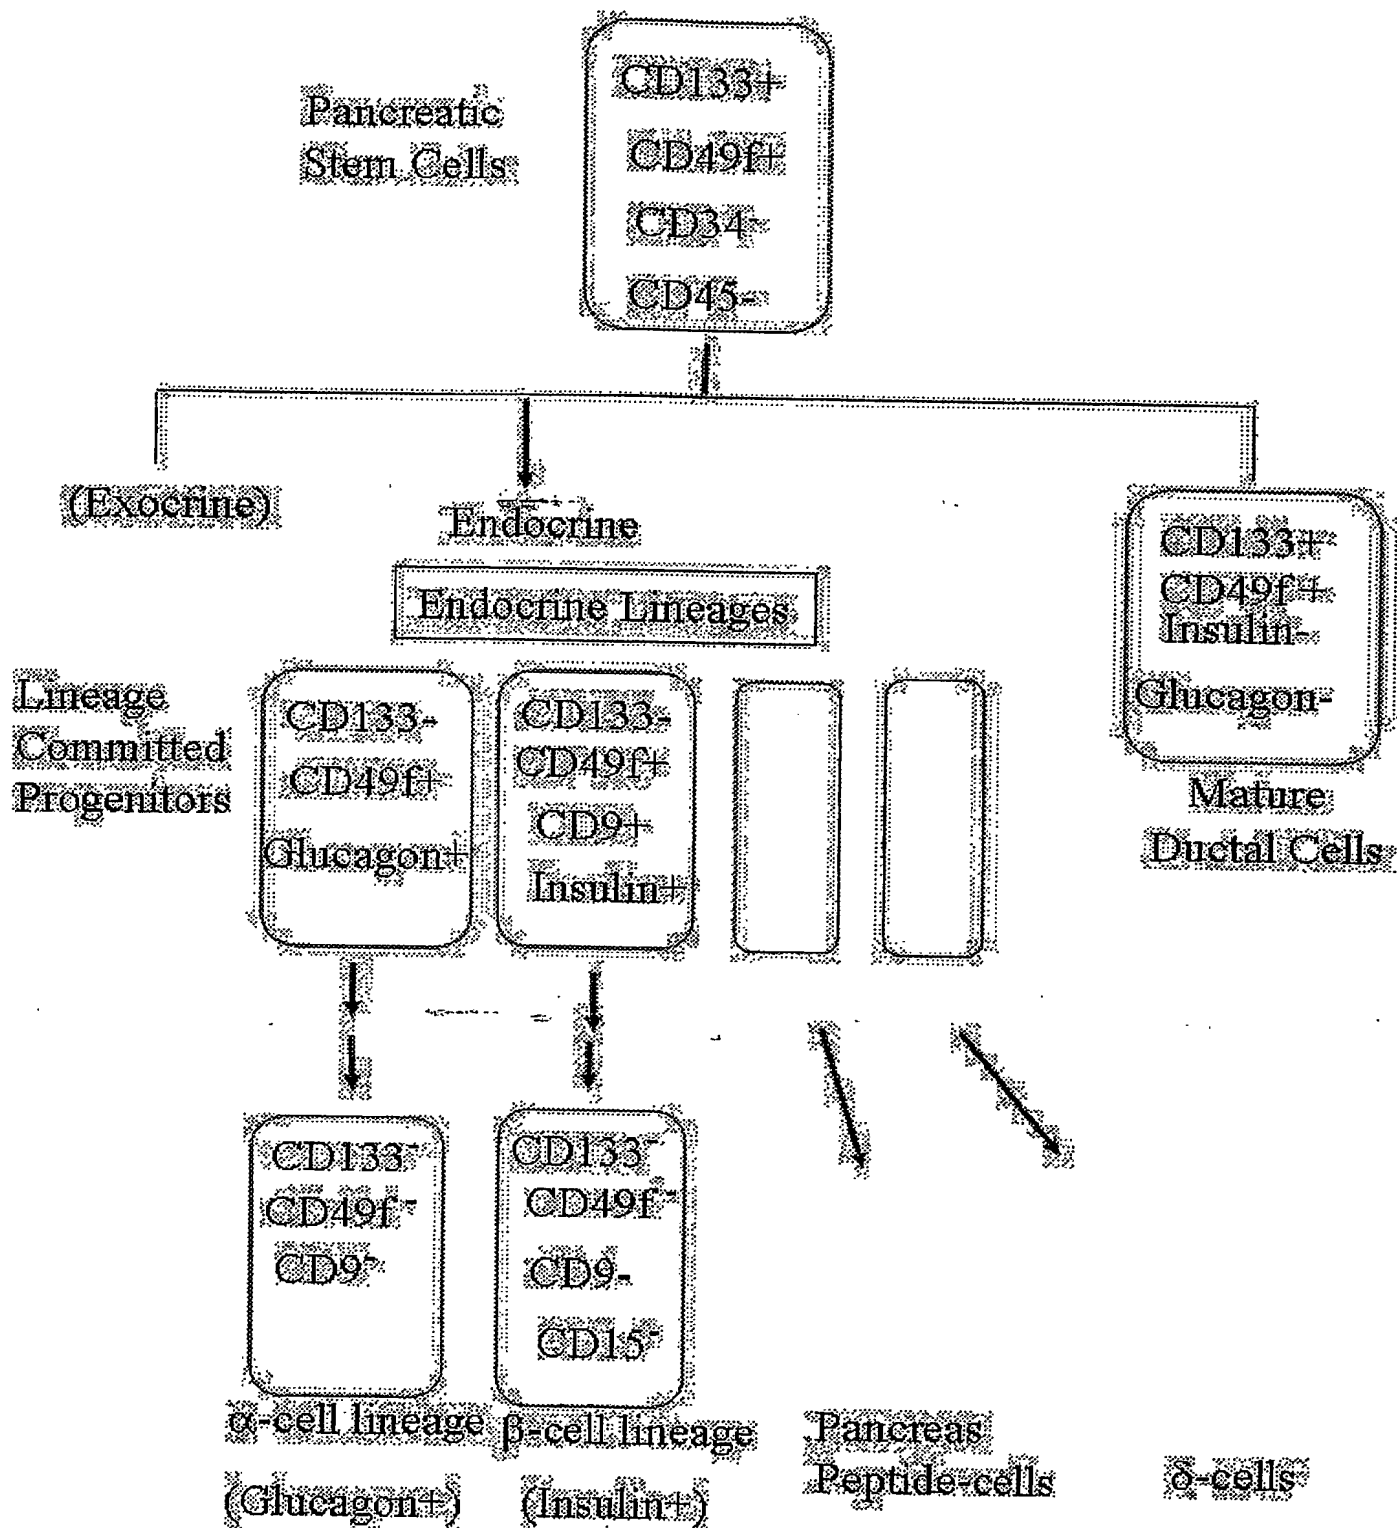 Pancreatic
Stem Cells
CD133+
CD49f+
CD34-
CD45-
(Exocrine)
Endocrine
Endocrine Lineages
CD133+
CD49f+
Insulin-
Glucagon-
Mature
Ductal Cells
Lineage
Committed
Progenitors
CD133-
CD49f+
Glucagon+
CD133-
CD49f+
CD9+
Insulin+
CD133⁻
CD49f⁻
CD9⁻
α-cell lineage
(Glucagon+)
CD133⁻
CD49f⁻
CD9-
CD15⁻
β-cell lineage
(Insulin+)
Pancreas
Peptide-cells
δ-cells